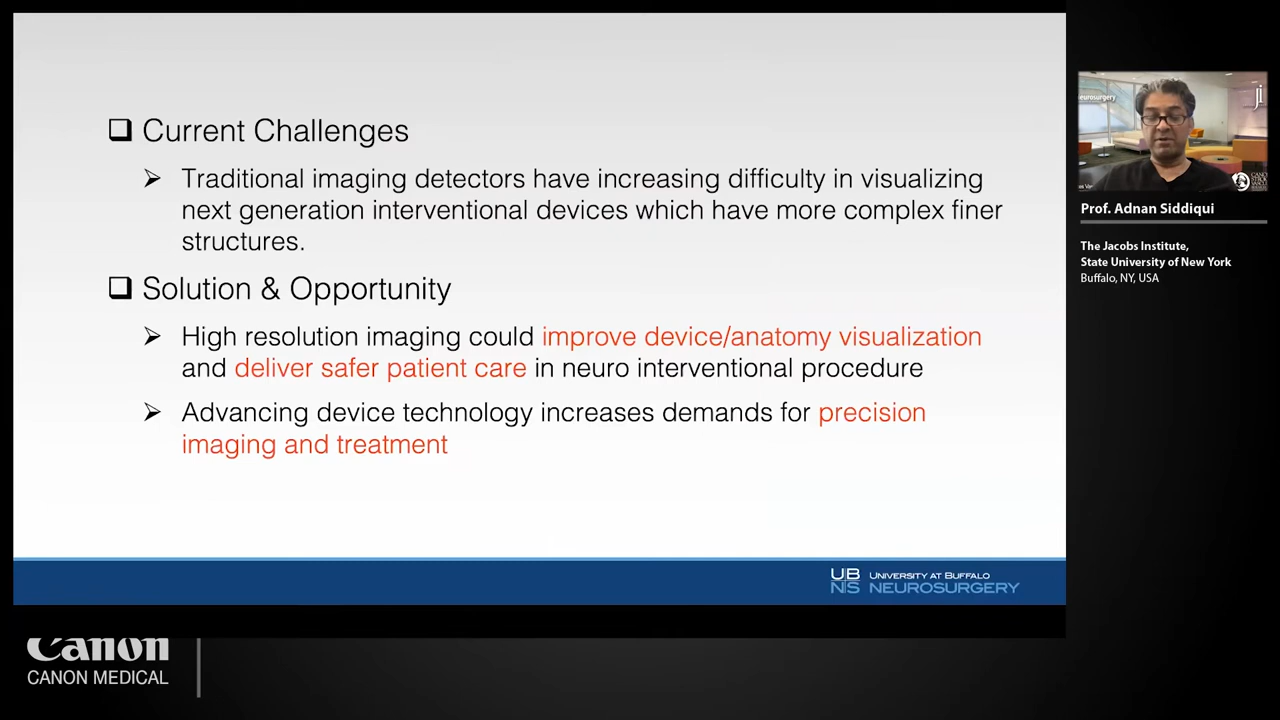 Current Challenges
Traditional imaging detectors have increasing difficulty in visualizing
next generation interventional devices which have more complex finer
structures.
Solution & Opportunity
High resolution imaging could improve device/anatomy visualization
and deliver safer patient care in neuro interventional procedure
Advancing device technology increases demands for precision
imaging and treatment
UB
NS
UNIVERSITY AT BUFFALO
NEUROSURGERY
Canon
CANON MEDICAL
ji
Prof. Adnan Siddiqui
The Jacobs Institute,
State University of New York
Buffalo, NY, USA